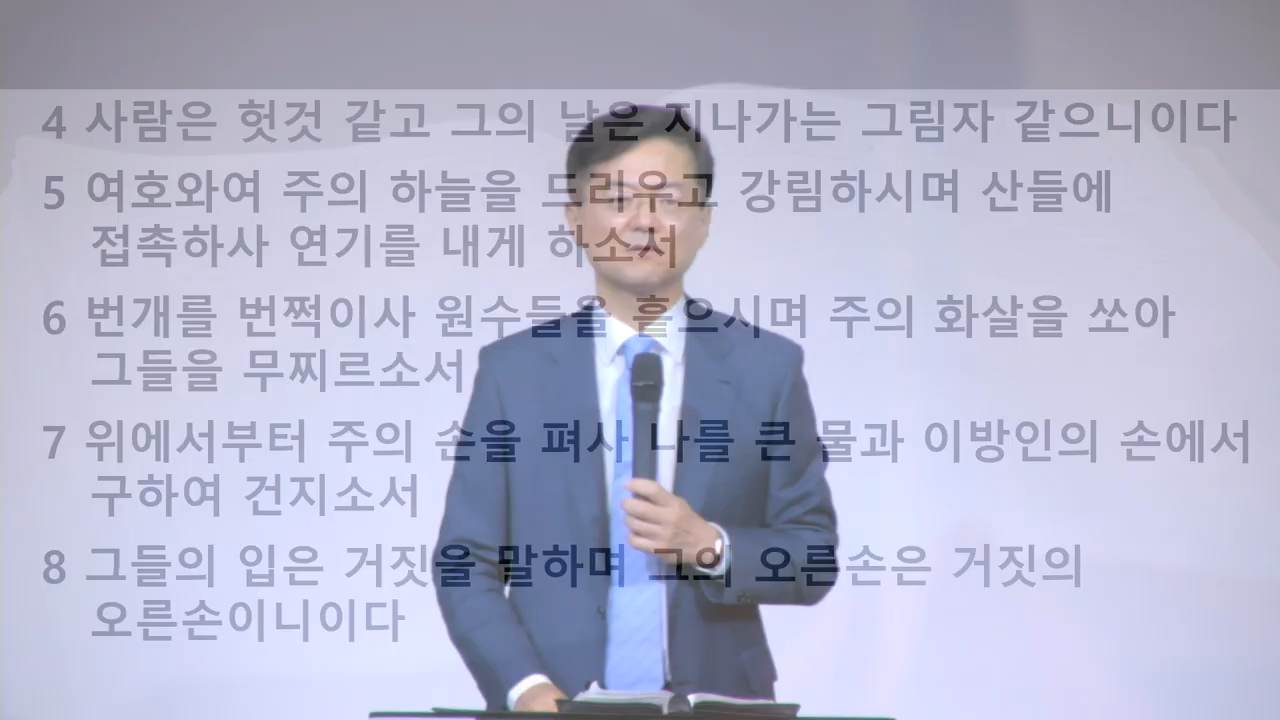 4 사람은 헛것 같고 그의 날은 지나가는 그림자 같으니이다
5 여호와여 주의 하늘을 드리우고 강림하시며 산들에
접촉하사 연기를 내게 하소서
6 번개를 번쩍이사 원수들을 흩으시며 주의 화살을 쏘아
그들을 무찌르소서
7 위에서부터 주의 손을 펴사 나를 큰 물과 이방인의 손에서
구하여 건지소서
8 그들의 입은 거짓을 말하며 그의 오른손은 거짓의
오른손이니이다